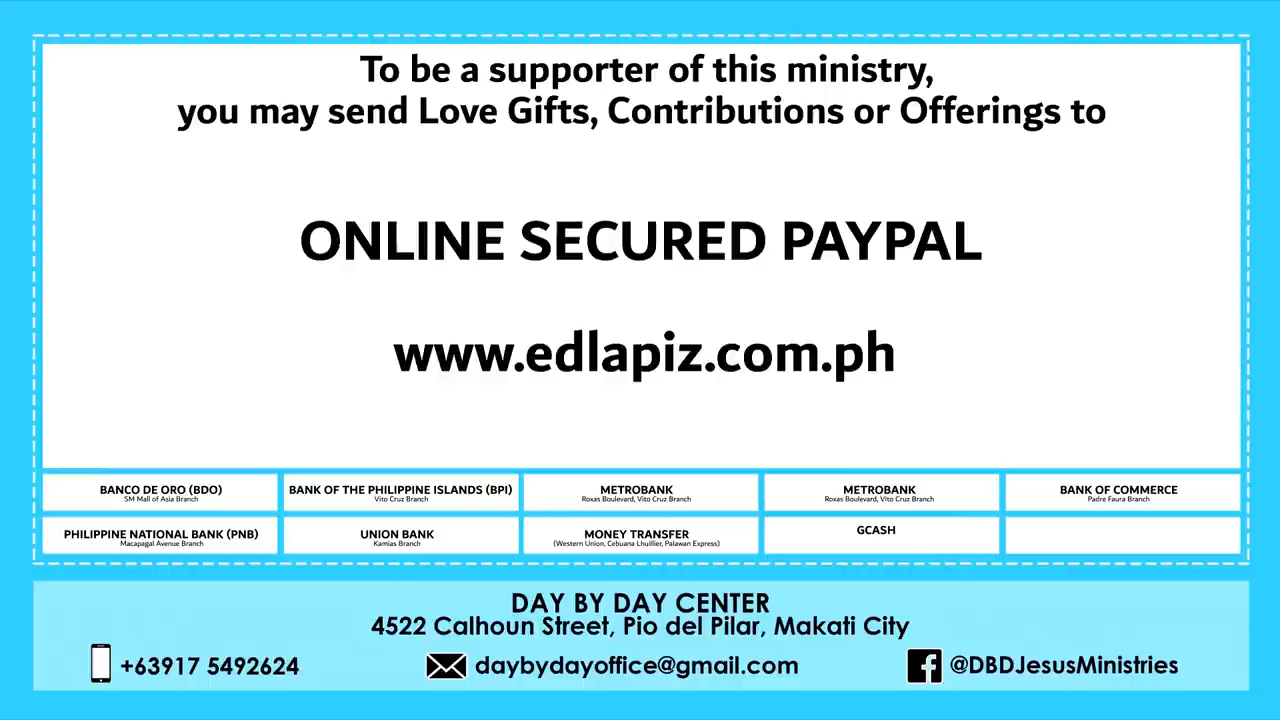 To be a supporter of this ministry,
you may send Love Gifts, Contributions or Offerings to
ONLINE SECURED PAYPAL
www.edlapiz.com.ph
BANCO DE ORO (BDO)
SM Mall of Asia Branch
BANK OF THE PHILIPPINE ISLANDS (BPI)
Vito Cruz Branch
METROBANK
Roxas Boulevard, Vito Cruz Branch
METROBANK
Roxas Boulevard, Vito Cruz Branch
BANK OF COMMERCE
Padre Faura Branch
PHILIPPINE NATIONAL BANK (PNB)
Macapagal Avenue Branch
UNION BANK
Kamias Branch
MONEY TRANSFER
(Western Union, Cebuana Lhuillier, Palawan Express)
GCASH
DAY BY DAY CENTER
4522 Calhoun Street, Pio del Pilar, Makati City
+63917 5492624
daybydayoffice@gmail.com
@DBDJesusMinistries